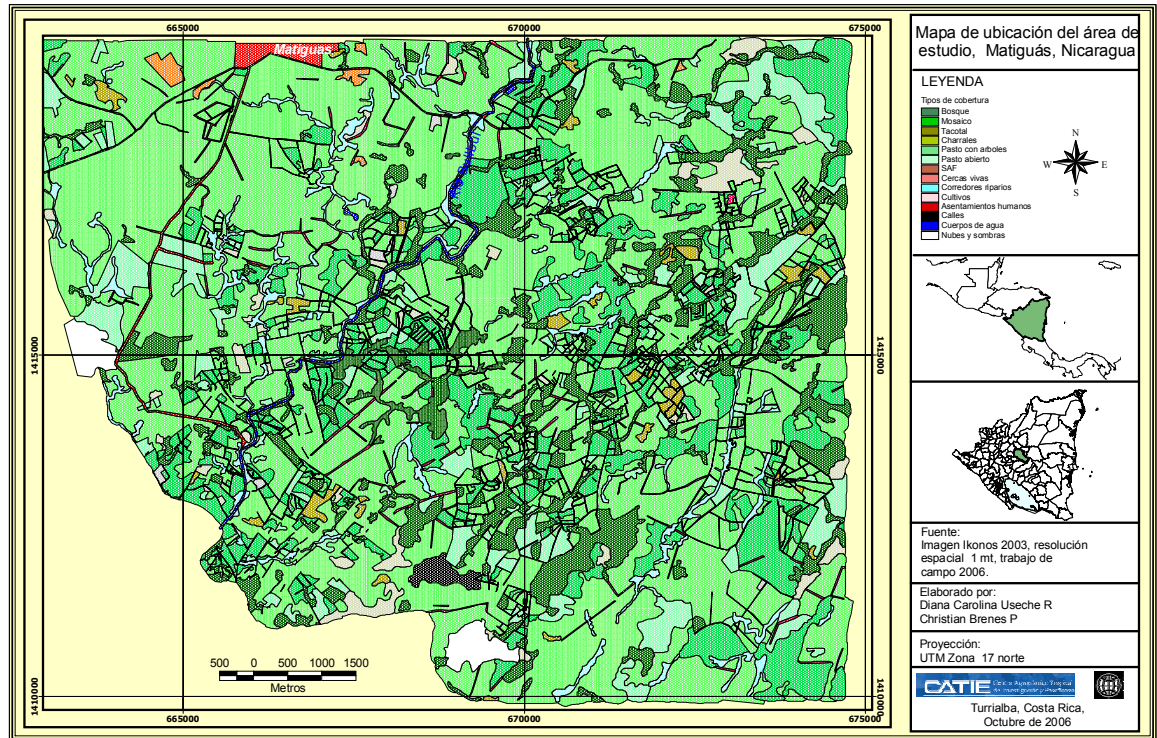 665000
670000
675000
Matiguas
1415000
1415000
500 0 500 1000 1500
Metros
1410000
1410000
665000
670000
675000
Mapa de ubicación del área de
estudio, Matiguás, Nicaragua
LEYENDA
Tipos de cobertura
Bosque
Mosaico
Tacotal
Charrales
Pasto con arboles
Pasto abierto
SAF
Cercas vivas
Corredores riparios
Cultivos
Asentamientos humanos
Calles
Cuerpos de agua
Nubes y sombras
N
W E
S
Fuente:
Imagen Ikonos 2003, resolución
espacial 1 mt, trabajo de
campo 2006.
Elaborado por:
Diana Carolina Useche R
Christian Brenes P
Proyección:
UTM Zona 17 norte
CATIE
Turrialba, Costa Rica,
Octubre de 2006